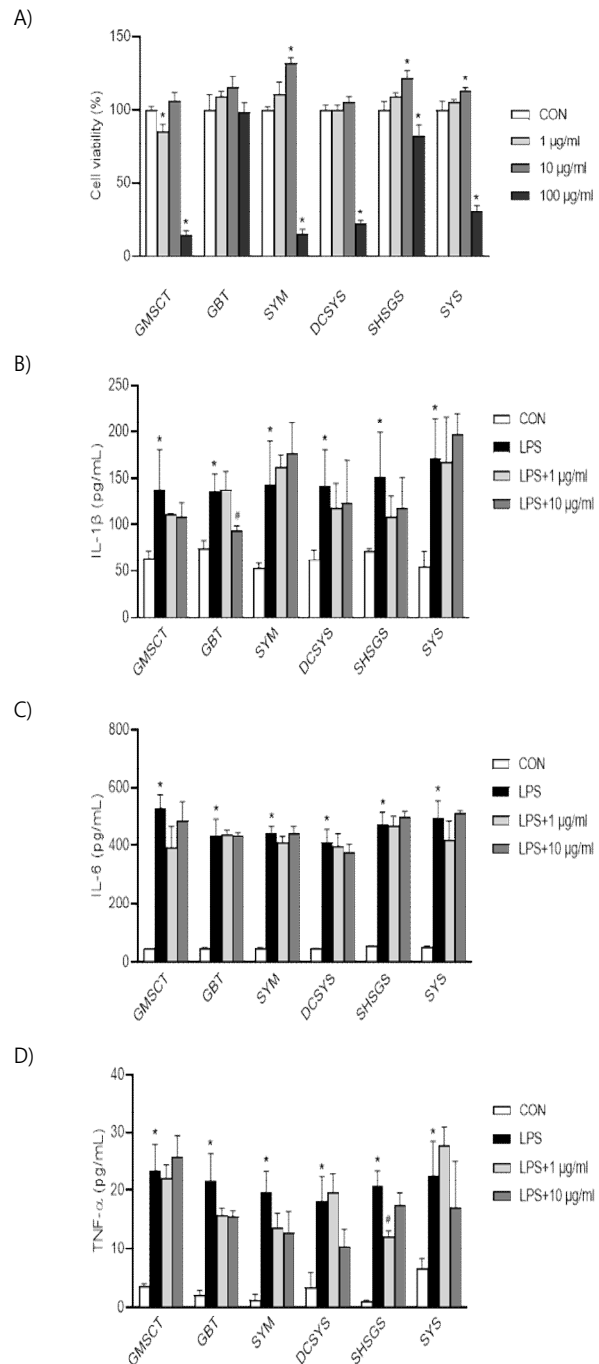 A)
Cell viability (%)
150
100
50
0
* * * * * * * * *
CON
1 µg/ml
10 µg/ml
100 µg/ml
GMSCT GBT SYM DCSYS SHSGS SYS
B)
IL-1β (pg/mL)
250
200
150
100
50
0
* * # * * * *
CON
LPS
LPS+1 µg/ml
LPS+10 µg/ml
GMSCT GBT SYM DCSYS SHSGS SYS
C)
IL-6 (pg/mL)
800
600
400
200
0
* * * * * *
CON
LPS
LPS+1 µg/ml
LPS+10 µg/ml
GMSCT GBT SYM DCSYS SHSGS SYS
D)
TNF-α (pg/mL)
40
30
20
10
0
* * * * * # *
CON
LPS
LPS+1 µg/ml
LPS+10 µg/ml
GMSCT GBT SYM DCSYS SHSGS SYS